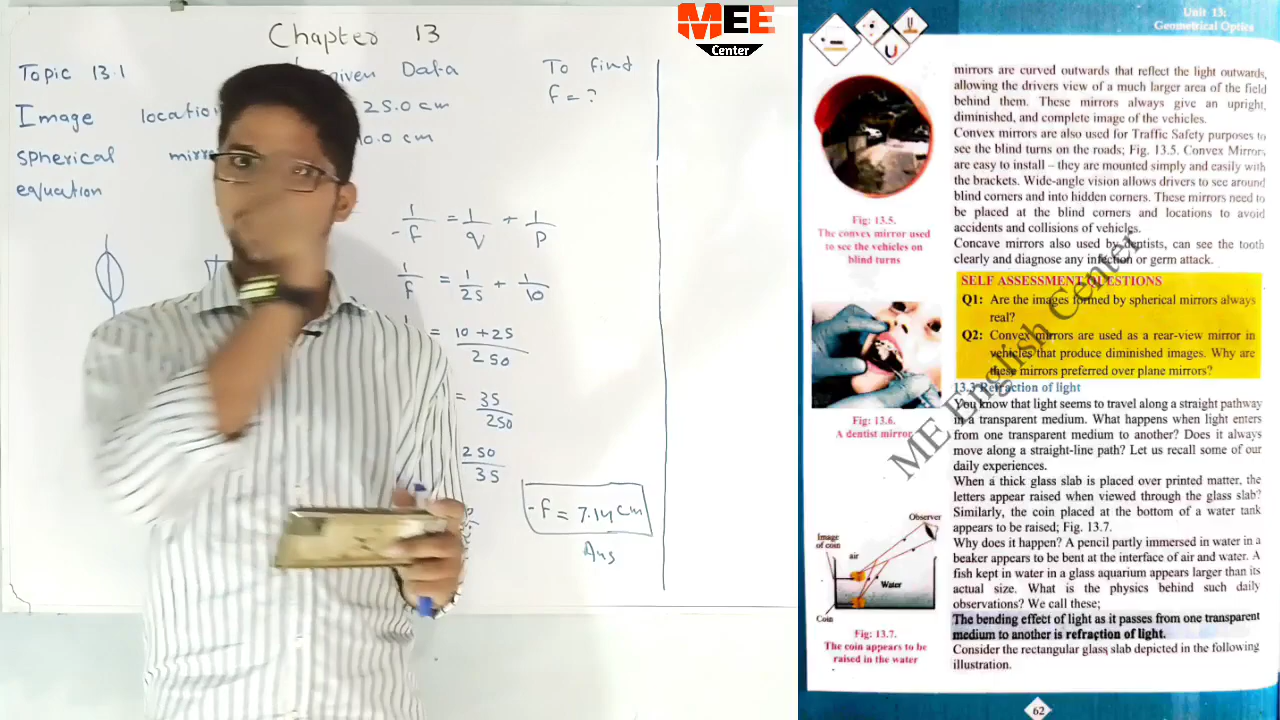 Chapter 13
MEE
Center
Topic 13.1
given Data
To find
f = ?
Image location
25.0 cm
spherical
10.0 cm
equation
1/-f = 1/q + 1/p
1/f = 1/25 + 1/10
= 10 + 25 / 250
= 35/250
250/35
-f = 7.14 cm
Ans
Unit 13:
Geometrical Optics
mirrors are curved outwards that reflect the light outwards,
allowing the drivers view of a much larger area of the field
behind them. These mirrors always give an upright,
diminished, and complete image of the vehicles.
Convex mirrors are also used for Traffic Safety purposes to
see the blind turns on the roads; Fig. 13.5. Convex Mirrors,
are easy to install – they are mounted simply and easily with
the brackets. Wide-angle vision allows drivers to see around
blind corners and into hidden corners. These mirrors need to
be placed at the blind corners and locations to avoid
accidents and collisions of vehicles.
Concave mirrors also used by dentists, can see the tooth
clearly and diagnose any infection or germ attack.
Fig: 13.5.
The convex mirror used
to see the vehicles on
blind turns
SELF ASSESSMENT QUESTIONS
Q1: Are the images formed by spherical mirrors always
real?
Q2: Convex mirrors are used as a rear-view mirror in
vehicles that produce diminished images. Why are
these mirrors preferred over plane mirrors?
Fig: 13.6.
A dentist mirror
13.3 Refraction of light
You know that light seems to travel along a straight pathway
in a transparent medium. What happens when light enters
from one transparent medium to another? Does it always
move along a straight-line path? Let us recall some of our
daily experiences.
When a thick glass slab is placed over printed matter, the
letters appear raised when viewed through the glass slab?
Similarly, the coin placed at the bottom of a water tank
appears to be raised; Fig. 13.7.
Why does it happen? A pencil partly immersed in water in a
beaker appears to be bent at the interface of air and water. A
fish kept in water in a glass aquarium appears larger than its
actual size. What is the physics behind such daily
observations? We call these;
The bending effect of light as it passes from one transparent
medium to another is refraction of light.
Consider the rectangular glass slab depicted in the following
illustration.
Observer
Image
of coin
air
Water
Coin
Fig: 13.7.
The coin appears to be
raised in the water
ME English Center
62